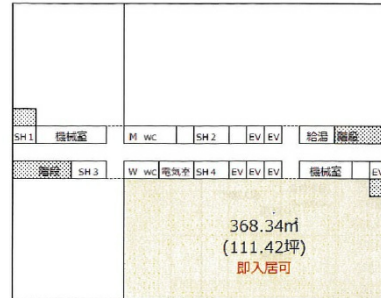 SH 1 機械室 M wc SH 2 EV EV 給湯 階段
階段 SH 3 W wc 電気室 SH 4 EV EV EV 機械室 EV
368.34㎡
(111.42坪)
即入居可